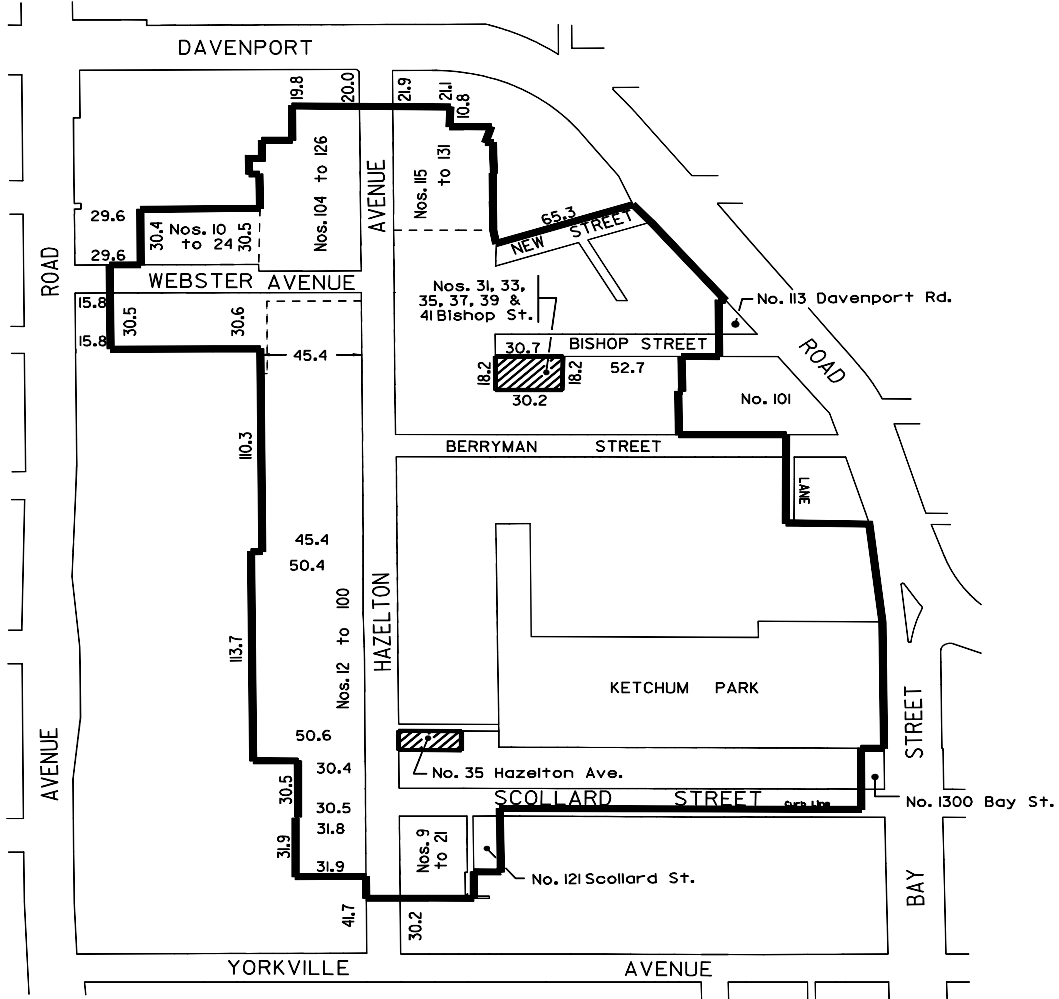 DAVENPORT
19.8
20.0
21.9
21.1
10.8
Nos. 104 to 126
AVENUE
Nos. 115
to 131
29.6
30.4
Nos. 10
to 24
30.5
65.3
NEW STREET
29.6
ROAD
WEBSTER AVENUE
Nos. 31, 33,
35, 37, 39 &
41 Bishop St.
No. 113 Davenport Rd.
15.8
30.5
30.6
15.8
45.4
30.7
BISHOP STREET
ROAD
18.2
18.2
52.7
30.2
No. 101
BERRYMAN STREET
110.3
LANE
45.4
50.4
HAZELTON
Nos. 12 to 100
113.7
KETCHUM PARK
STREET
50.6
AVENUE
30.4
No. 35 Hazelton Ave.
30.5
30.5
SCOLLARD STREET
Curb Line
No. 1300 Bay St.
31.8
31.9
Nos. 9
to 21
31.9
No. 121 Scollard St.
BAY
41.7
30.2
YORKVILLE AVENUE